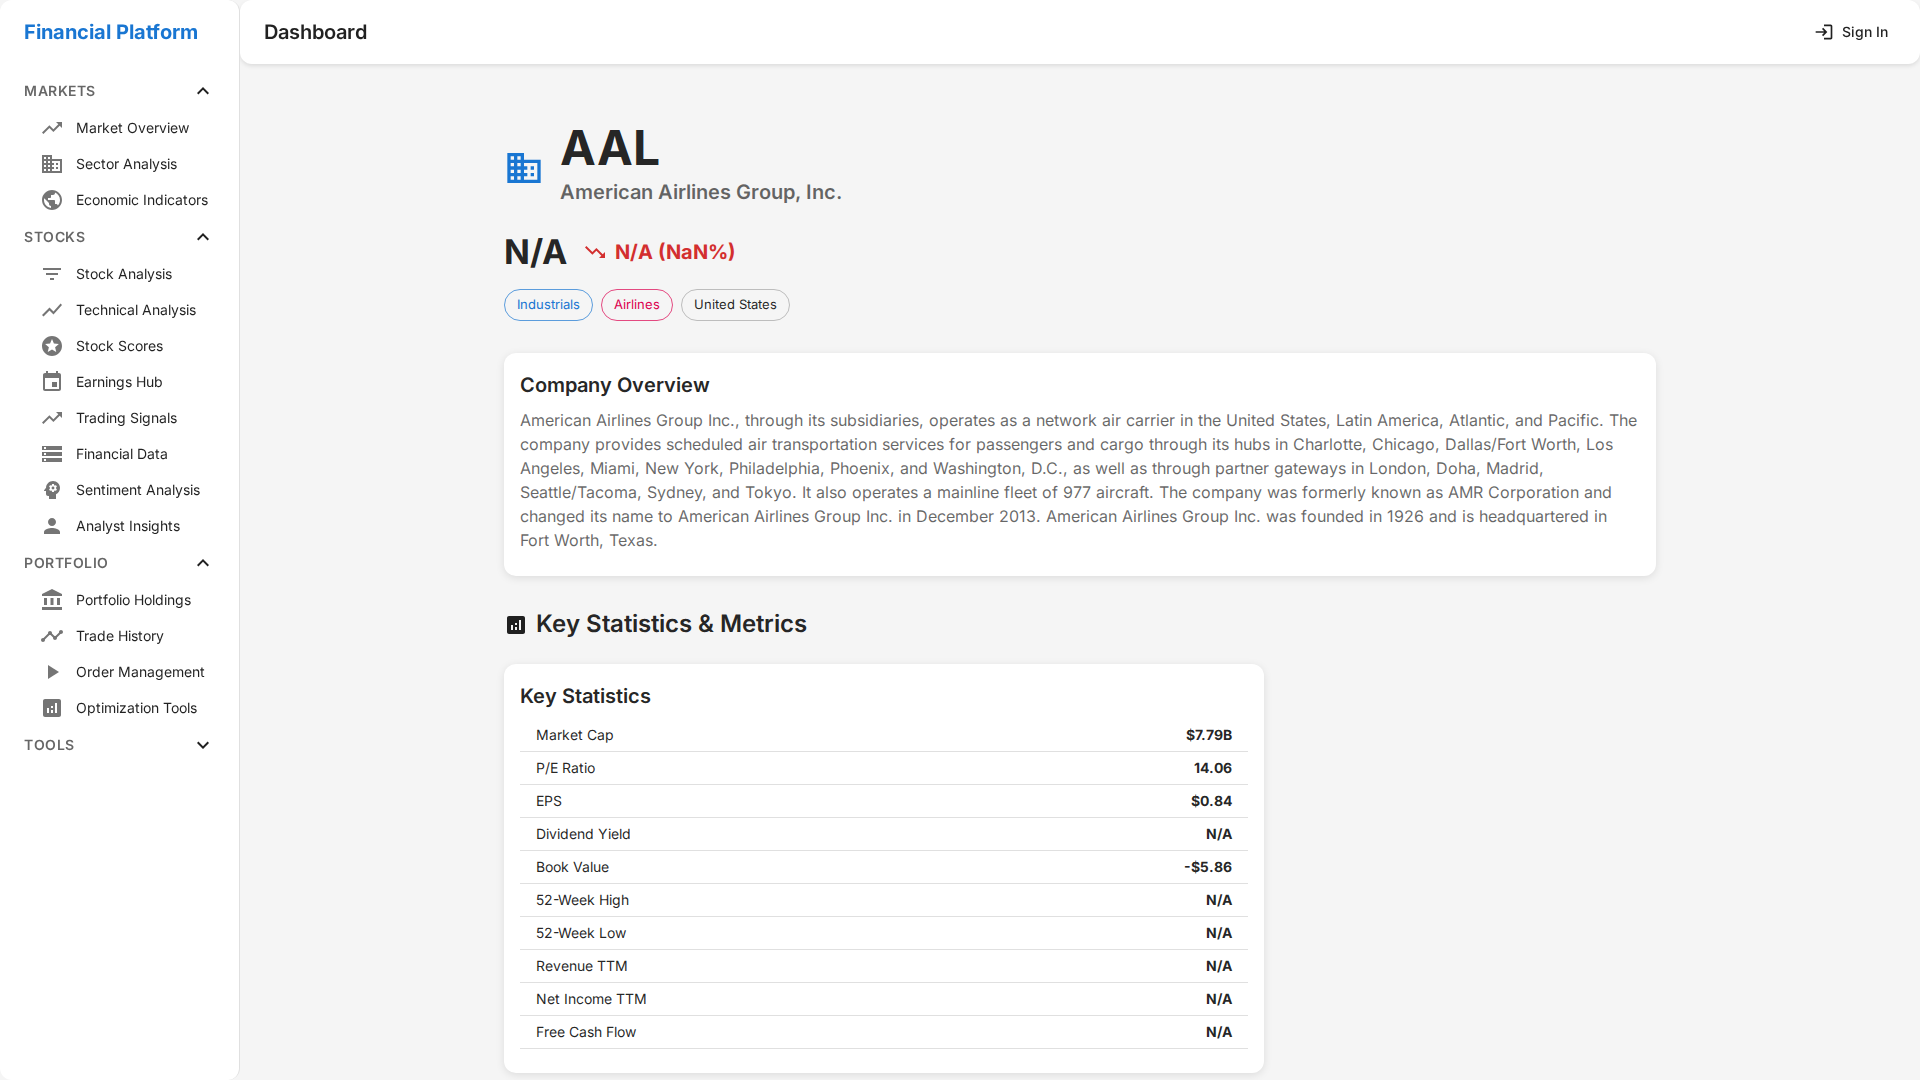 Financial Platform
Dashboard
Sign In
MARKETS
Market Overview
Sector Analysis
Economic Indicators
STOCKS
Stock Analysis
Technical Analysis
Stock Scores
Earnings Hub
Trading Signals
Financial Data
Sentiment Analysis
Analyst Insights
PORTFOLIO
Portfolio Holdings
Trade History
Order Management
Optimization Tools
TOOLS
AAL
American Airlines Group, Inc.
N/A N/A (NaN%)
Industrials Airlines United States
Company Overview
American Airlines Group Inc., through its subsidiaries, operates as a network air carrier in the United States, Latin America, Atlantic, and Pacific. The
company provides scheduled air transportation services for passengers and cargo through its hubs in Charlotte, Chicago, Dallas/Fort Worth, Los
Angeles, Miami, New York, Philadelphia, Phoenix, and Washington, D.C., as well as through partner gateways in London, Doha, Madrid,
Seattle/Tacoma, Sydney, and Tokyo. It also operates a mainline fleet of 977 aircraft. The company was formerly known as AMR Corporation and
changed its name to American Airlines Group Inc. in December 2013. American Airlines Group Inc. was founded in 1926 and is headquartered in
Fort Worth, Texas.
Key Statistics & Metrics
Key Statistics
Market Cap $7.79B
P/E Ratio 14.06
EPS $0.84
Dividend Yield N/A
Book Value -$5.86
52-Week High N/A
52-Week Low N/A
Revenue TTM N/A
Net Income TTM N/A
Free Cash Flow N/A